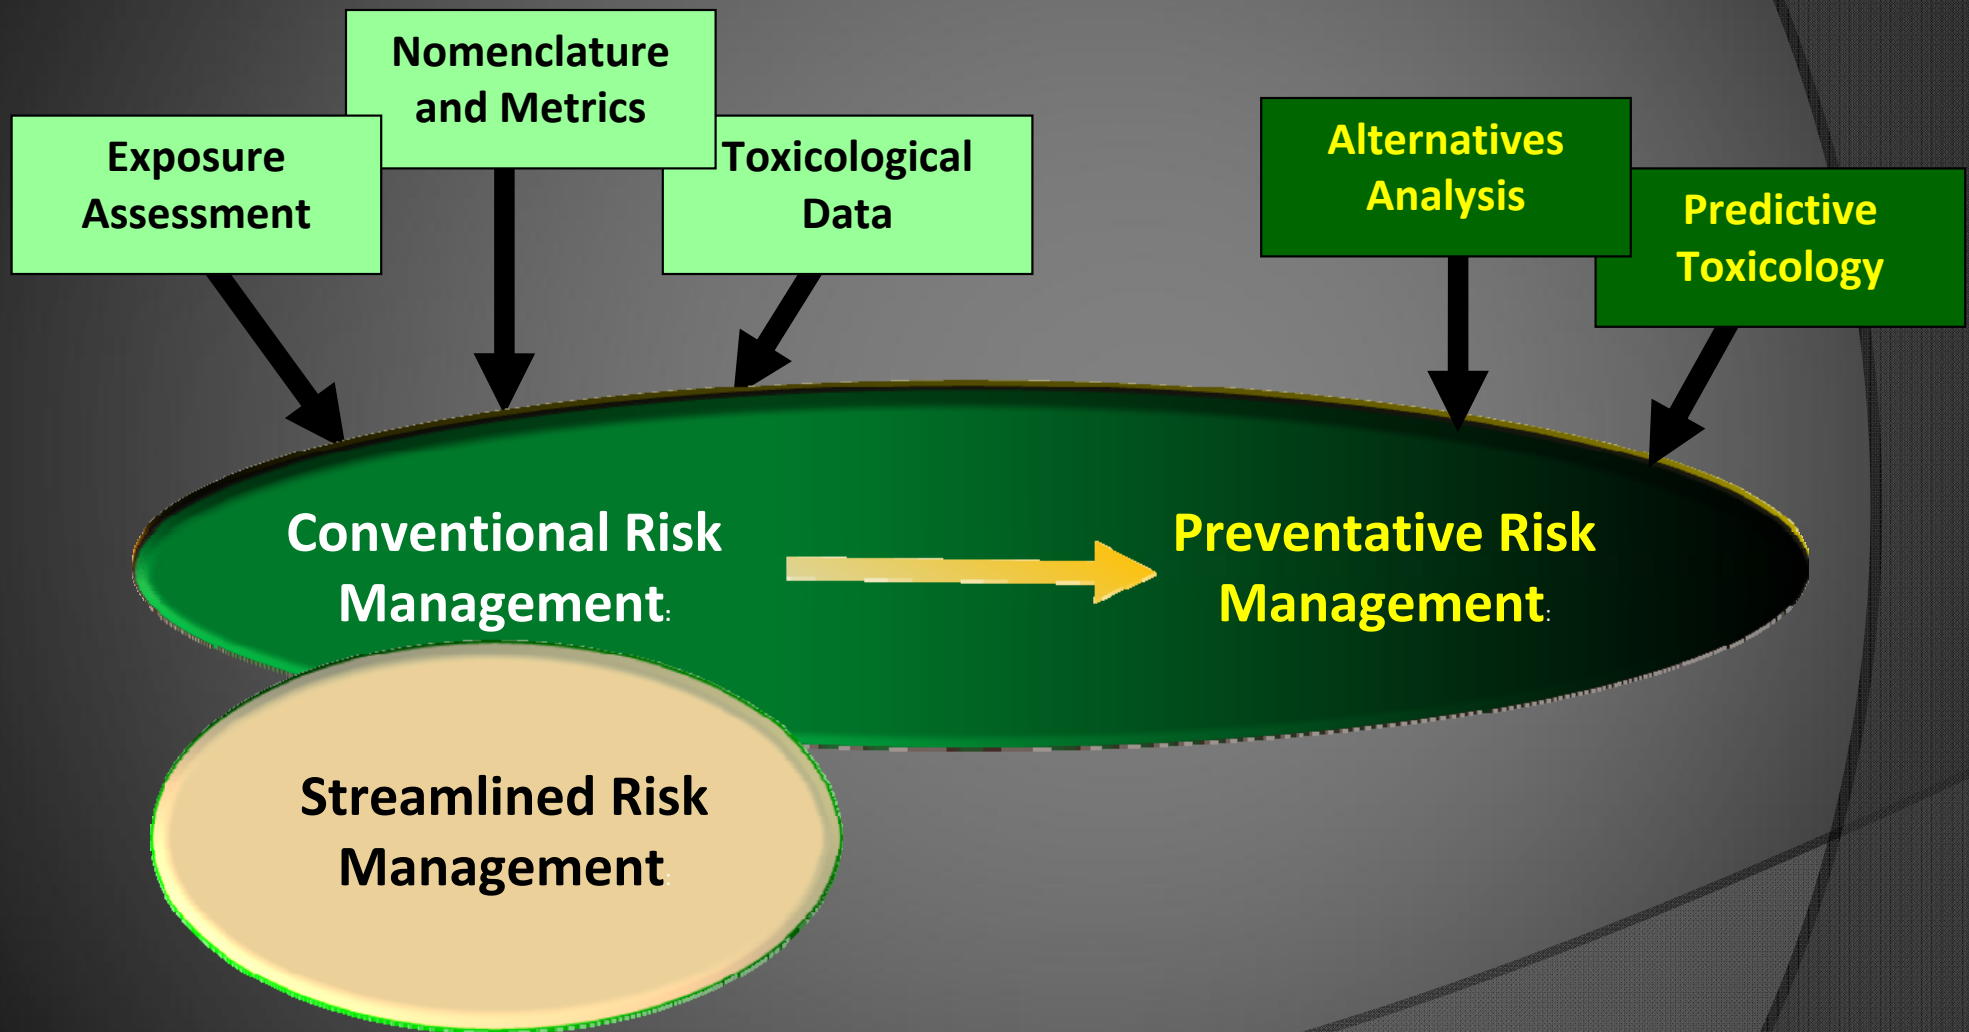 Nomenclature
and Metrics
Exposure
Assessment
Toxicological
Data
Alternatives
Analysis
Predictive
Toxicology
Conventional Risk
Management:
Preventative Risk
Management:
Streamlined Risk
Management: